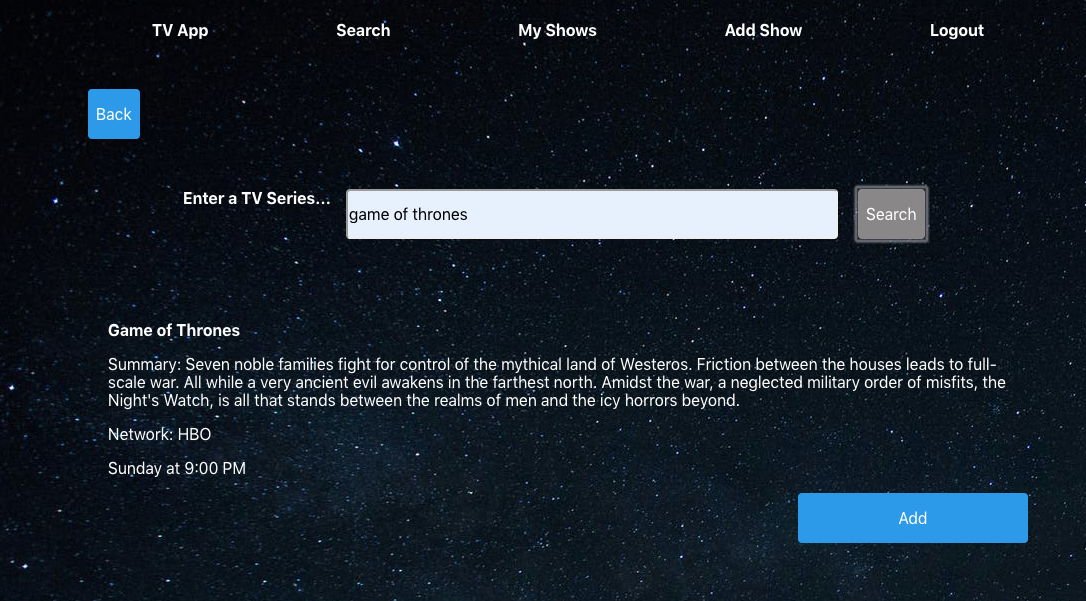 TV App Search My Shows Add Show Logout
Back
Enter a TV Series... game of thrones Search
Game of Thrones
Summary: Seven noble families fight for control of the mythical land of Westeros. Friction between the houses leads to full-
scale war. All while a very ancient evil awakens in the farthest north. Amidst the war, a neglected military order of misfits, the
Night's Watch, is all that stands between the realms of men and the icy horrors beyond.
Network: HBO
Sunday at 9:00 PM
Add